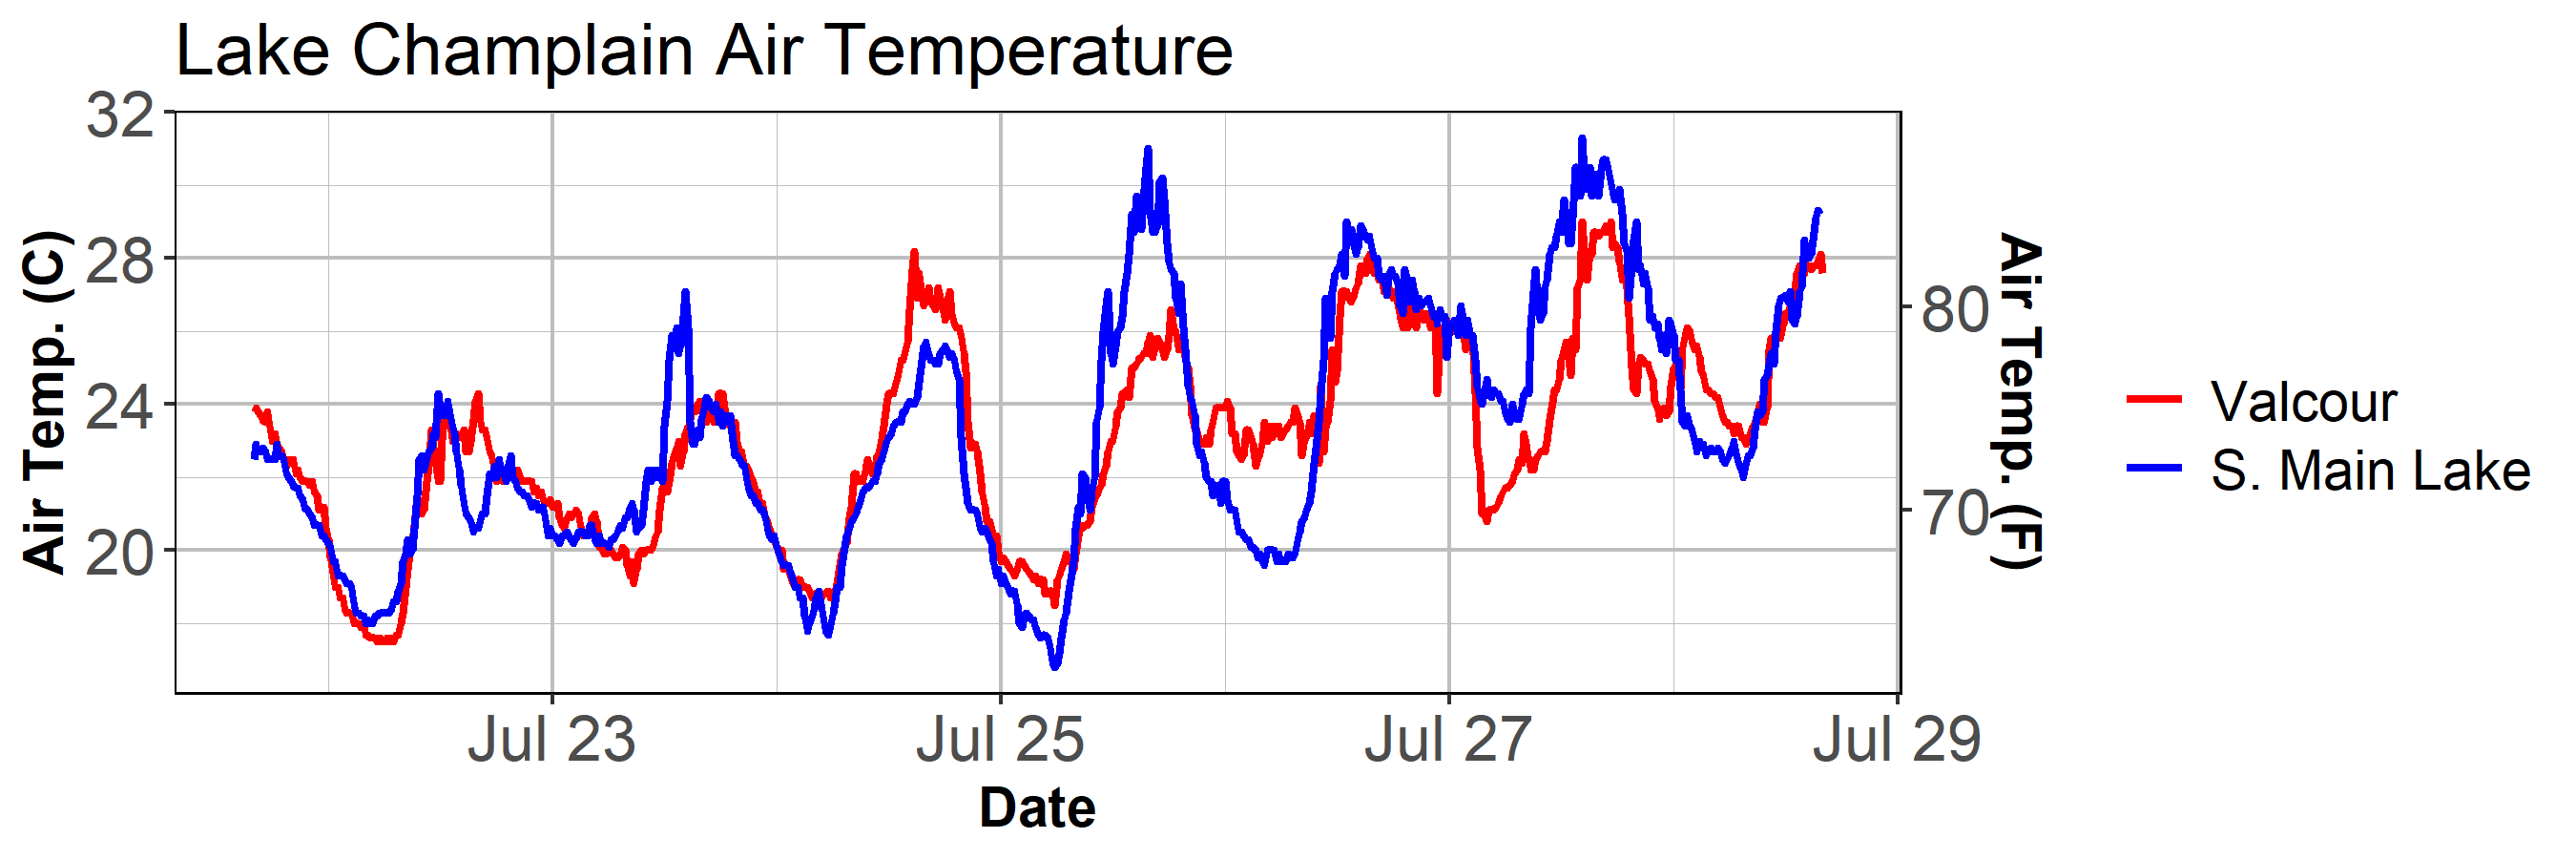 Lake Champlain Air Temperature
32
28
24
20
Air Temp. (C)
80
70
Air Temp. (F)
Valcour
S. Main Lake
Jul 23
Jul 25
Jul 27
Jul 29
Date